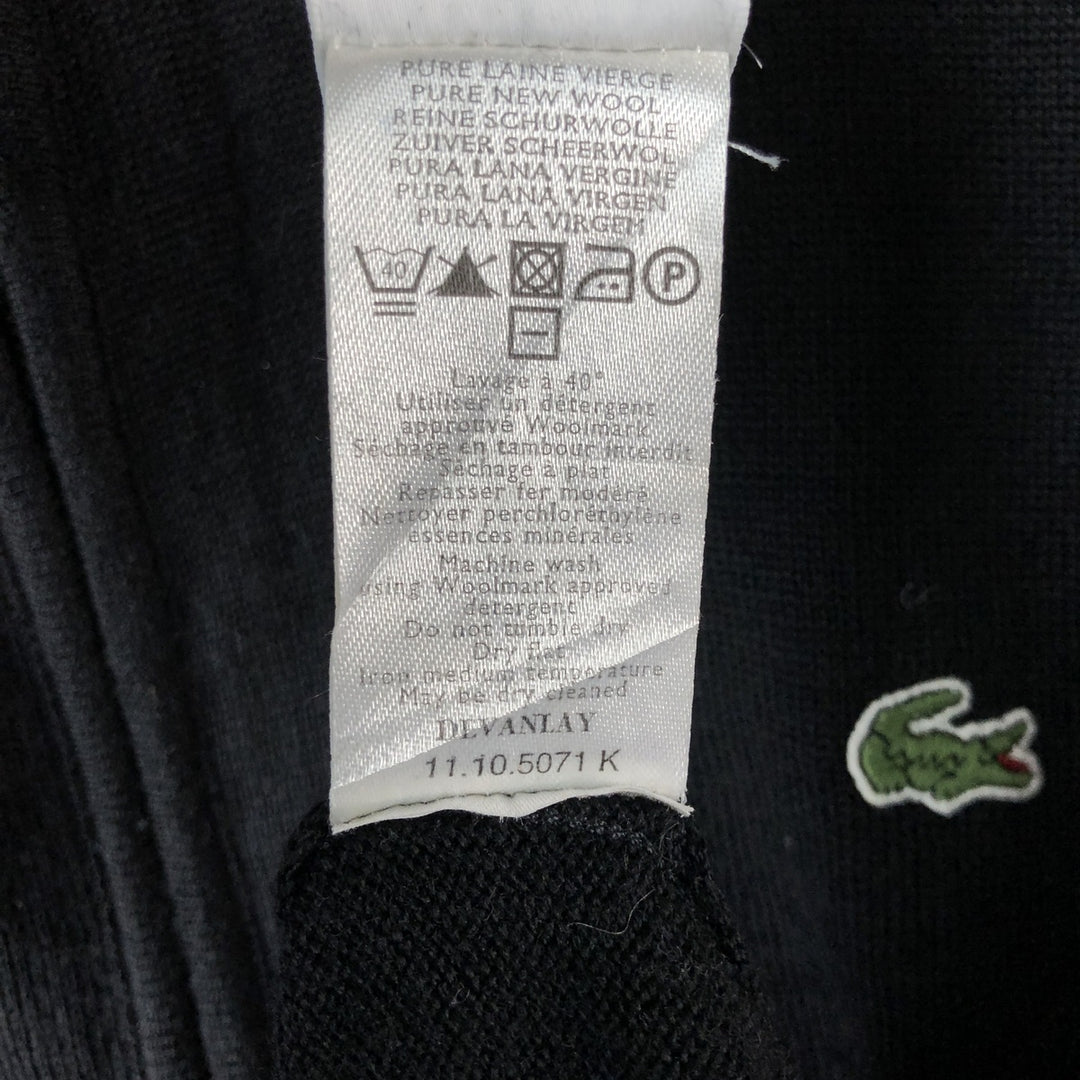 PURE LAINE VIERGE
PURE NEW WOOL
REINE SCHURWOLLE
ZUIVER SCHEERWOL
PURA LANA VERGINE
PURA LANA VIRGEN
PURA LA VIRGEM
40
P
Lavage à 40°
Utiliser un détergent
approuvé Woolmark
Séchage en tambour interdit
Séchage à plat
Repasser fer modéré
Nettoyer perchloréthylène
essences minérales
Machine wash
using Woolmark approved
detergent
Do not tumble dry
Dry flat
Iron medium temperature
May be dry cleaned
DEVANLAY
11.10.5071 K